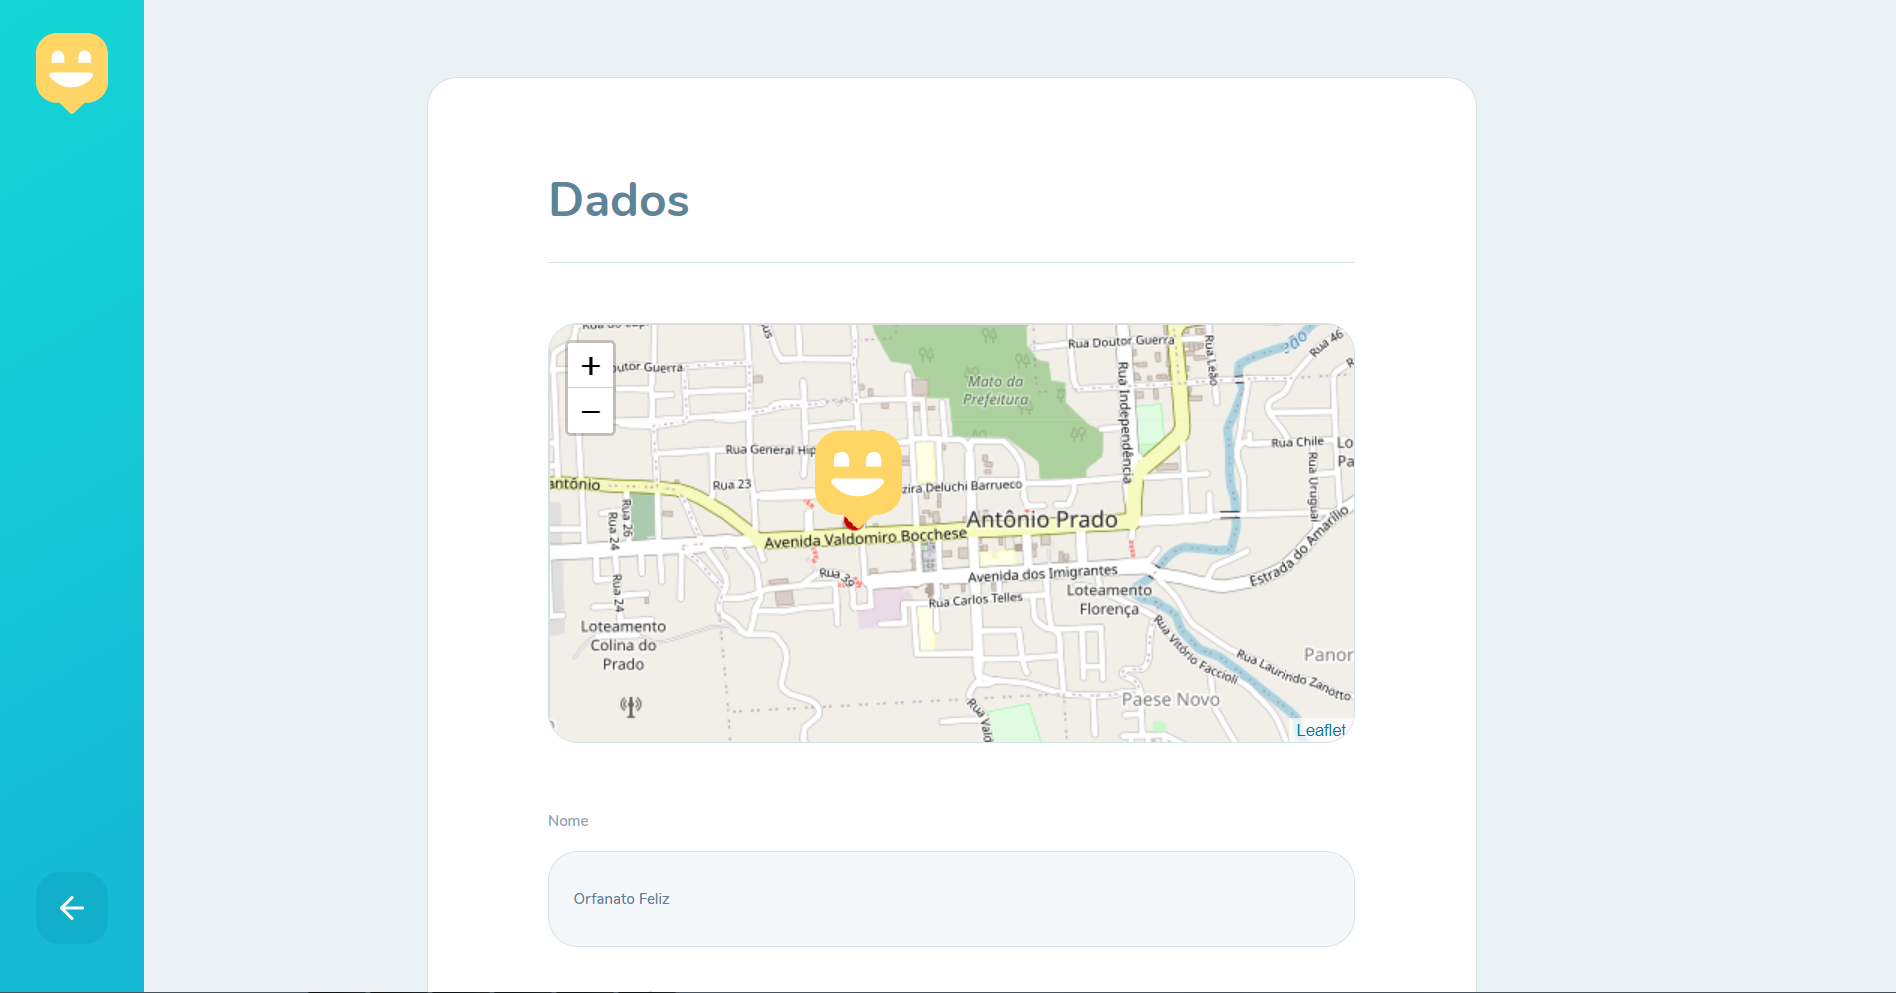 Dados
+
−
outor Guerra
Rua Doutor Guerra
Rua Leão
Rua 46
Mato da
Prefeitura
Rua Independência
Rua General Hip
Rua Chile
Lo
Pa
Rua Uruguai
antônio
Rua 23
zira Deluchi Barrueco
Rua 26
Rua 24
Antônio Prado
Avenida Valdomiro Bocchese
Estrada do Amarílio
Rua 39
Avenida dos Imigrantes
Rua 24
Rua Carlos Telles
Loteamento
Florença
Loteamento
Colina do
Prado
Rua Vitório Faccioli
Rua Laurindo Zanotto
Panor
Paese Novo
Rua Vald
Leaflet
Nome
Orfanato Feliz